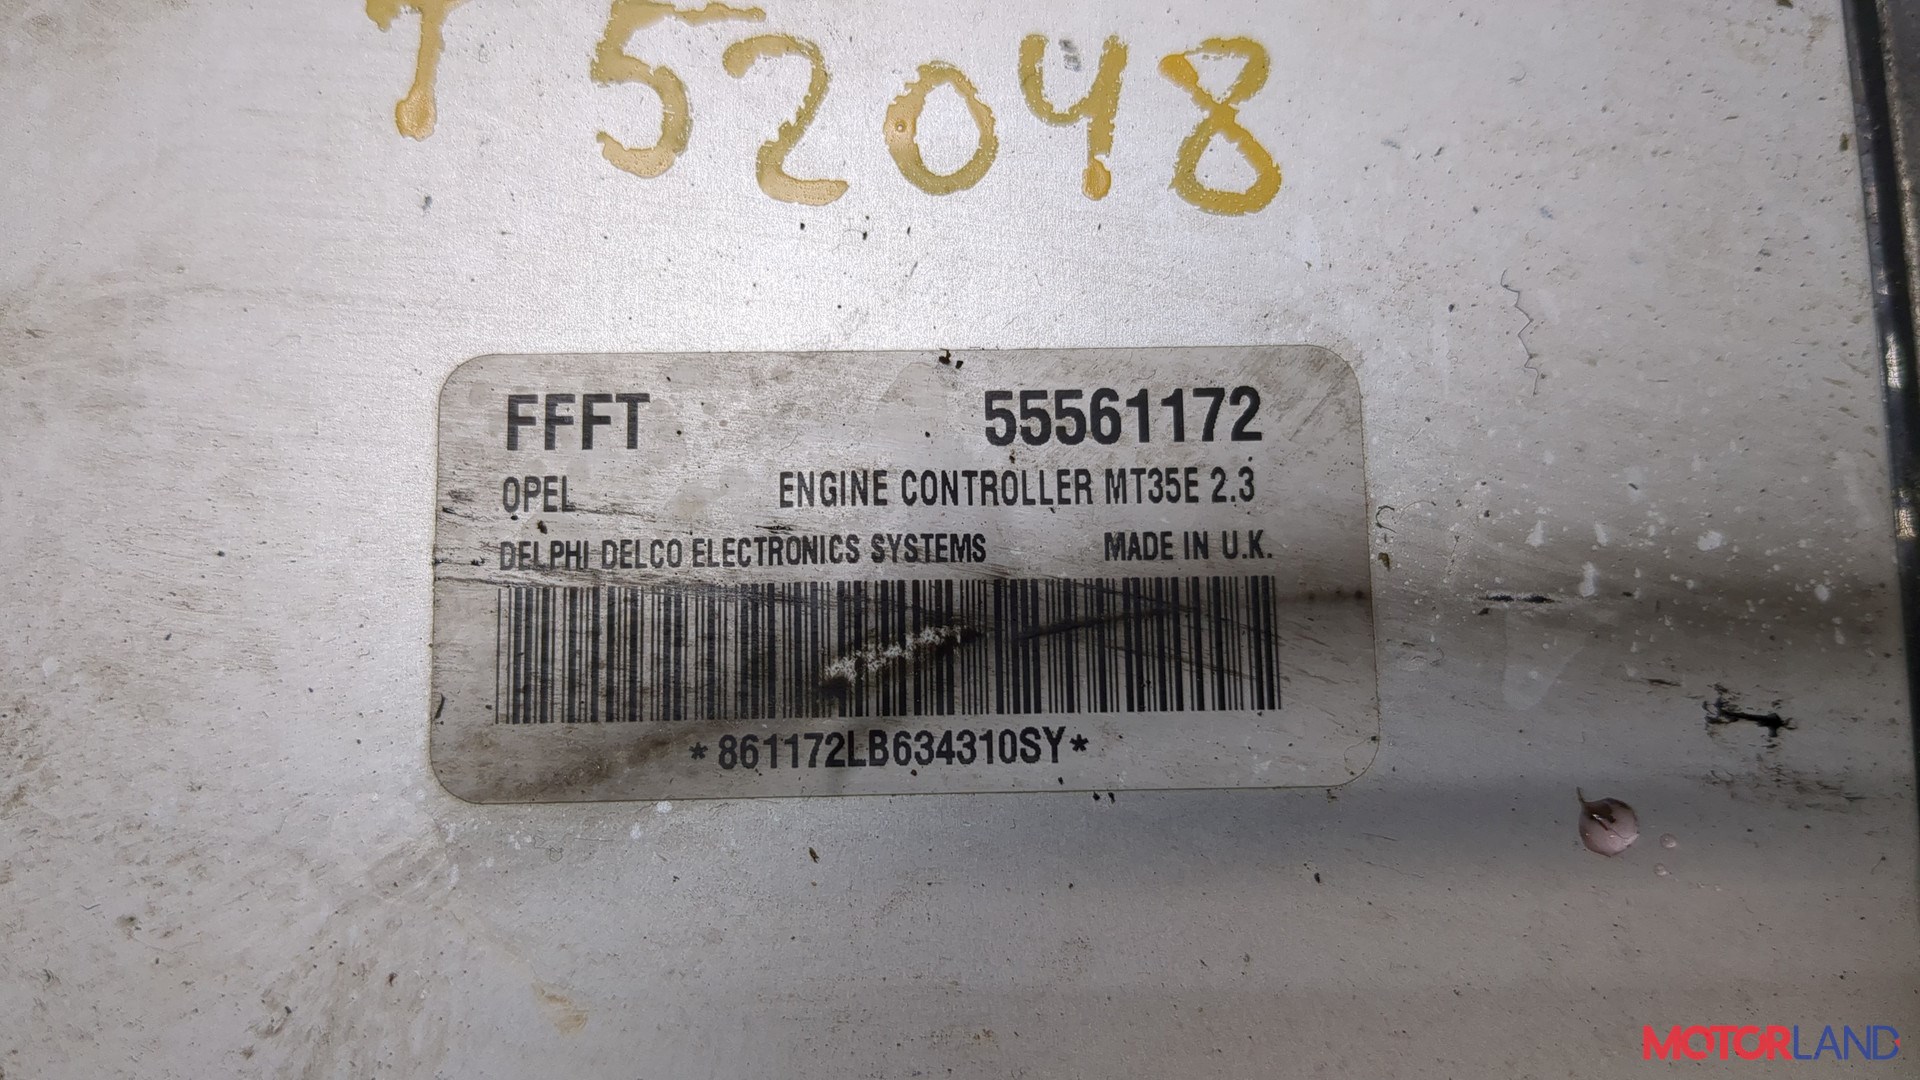 T 52048
FFFT 55561172
OPEL ENGINE CONTROLLER MT35E 2.3
DELPHI DELCO ELECTRONICS SYSTEMS MADE IN U.K.
*861172LB634310SY*
MOTORLAND